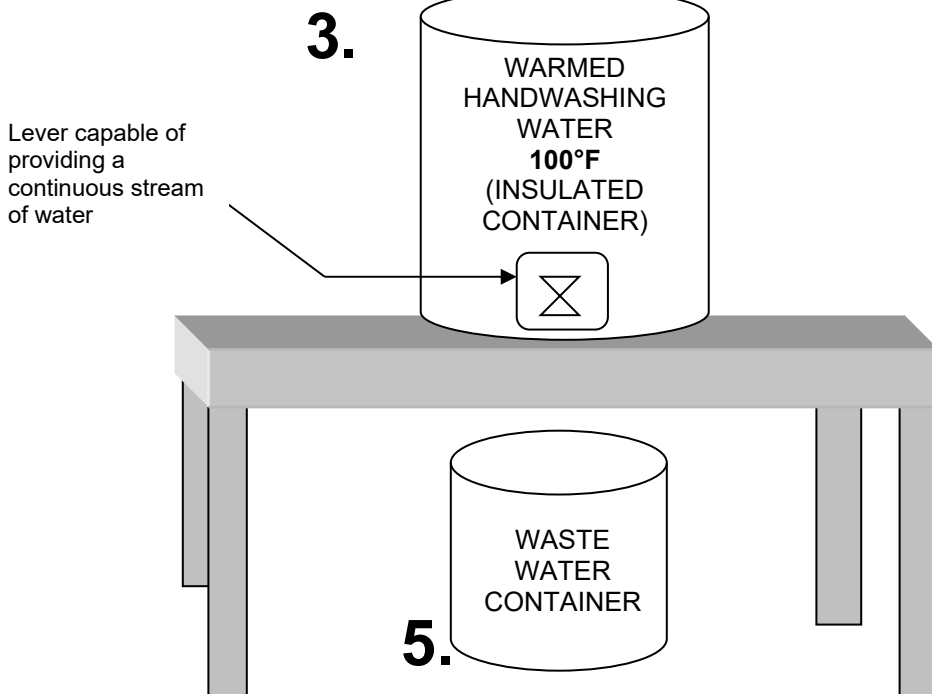 3.
WARMED
HANDWASHING
WATER
100°F
(INSULATED
CONTAINER)
Lever capable of
providing a
continuous stream
of water
WASTE
WATER
CONTAINER
5.